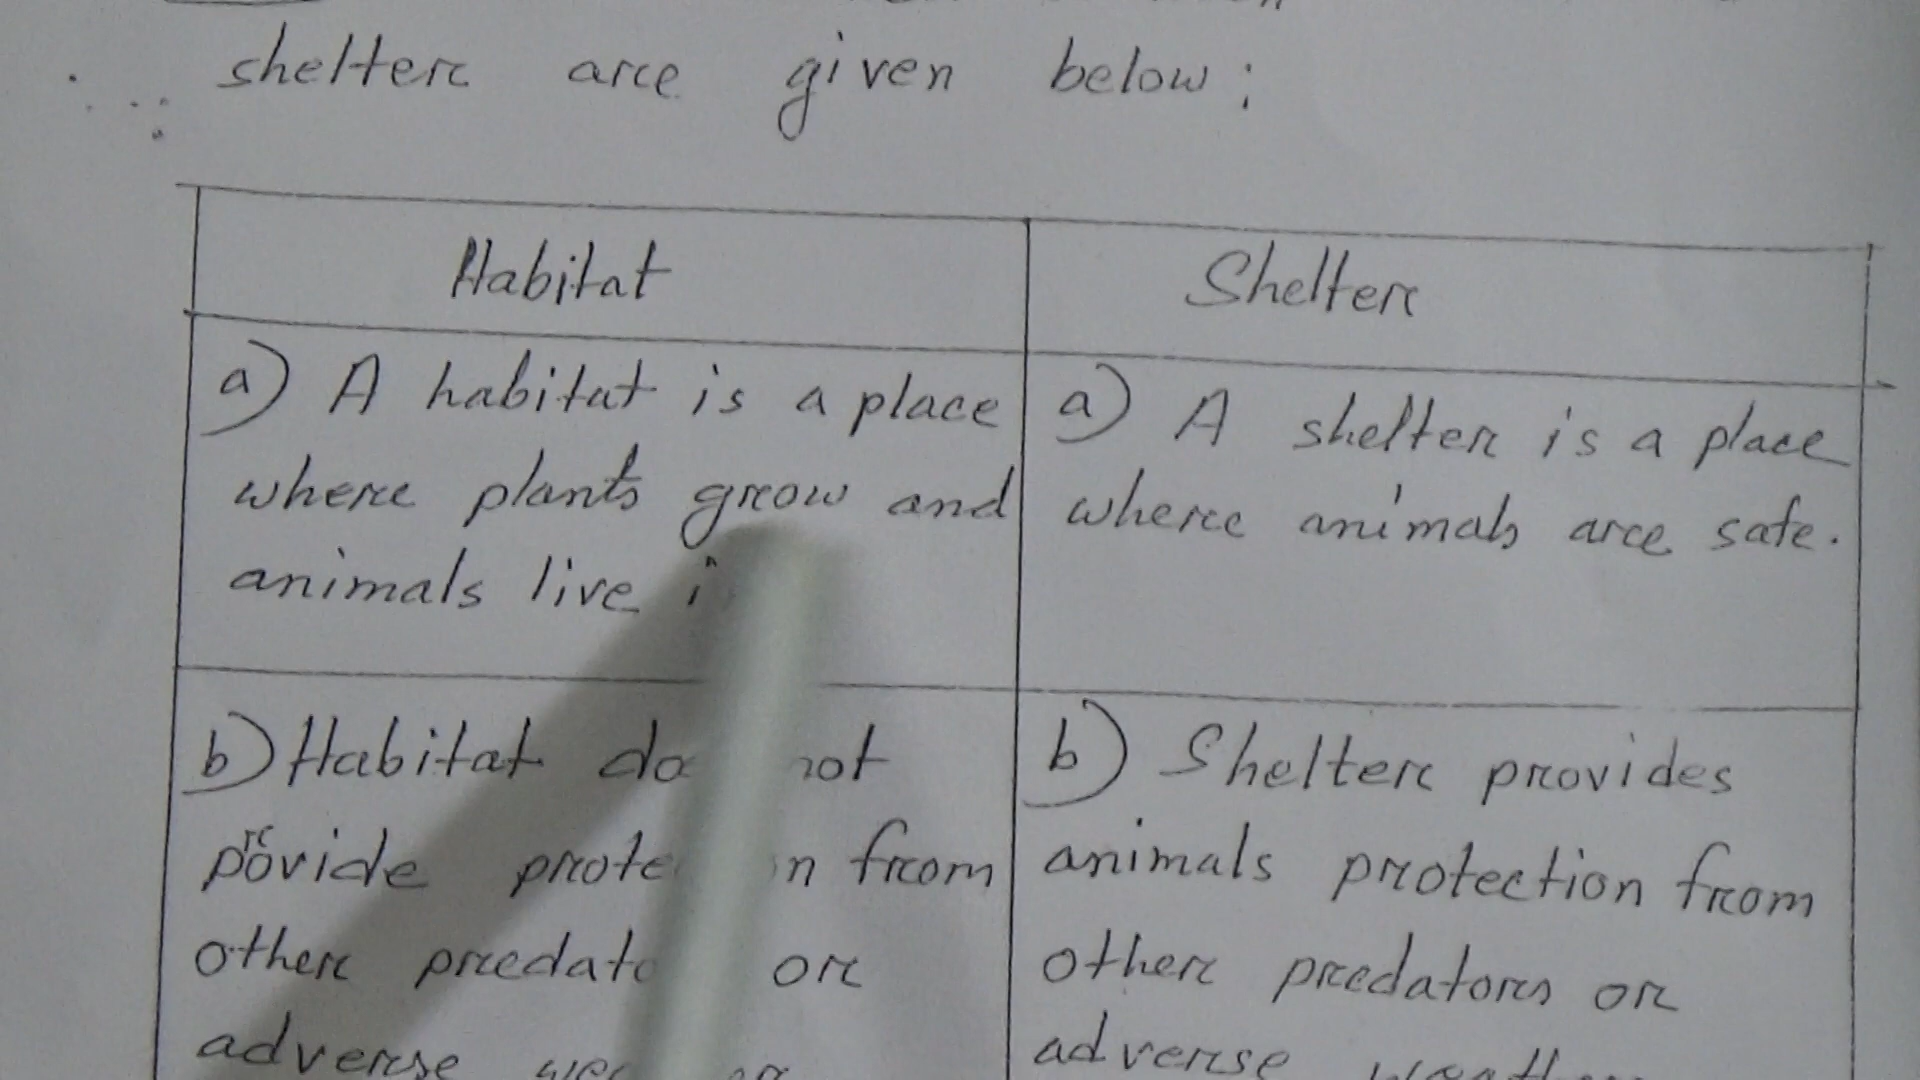 shelter are given below:
Habitat
Shelter
a) A habitat is a place
where plants grow and
animals live
a) A shelter is a place
where animals are safe.
b) Habitat do not
provide from
other or
adverse
b) Shelter provides
animals protection from
other predators or
adverse